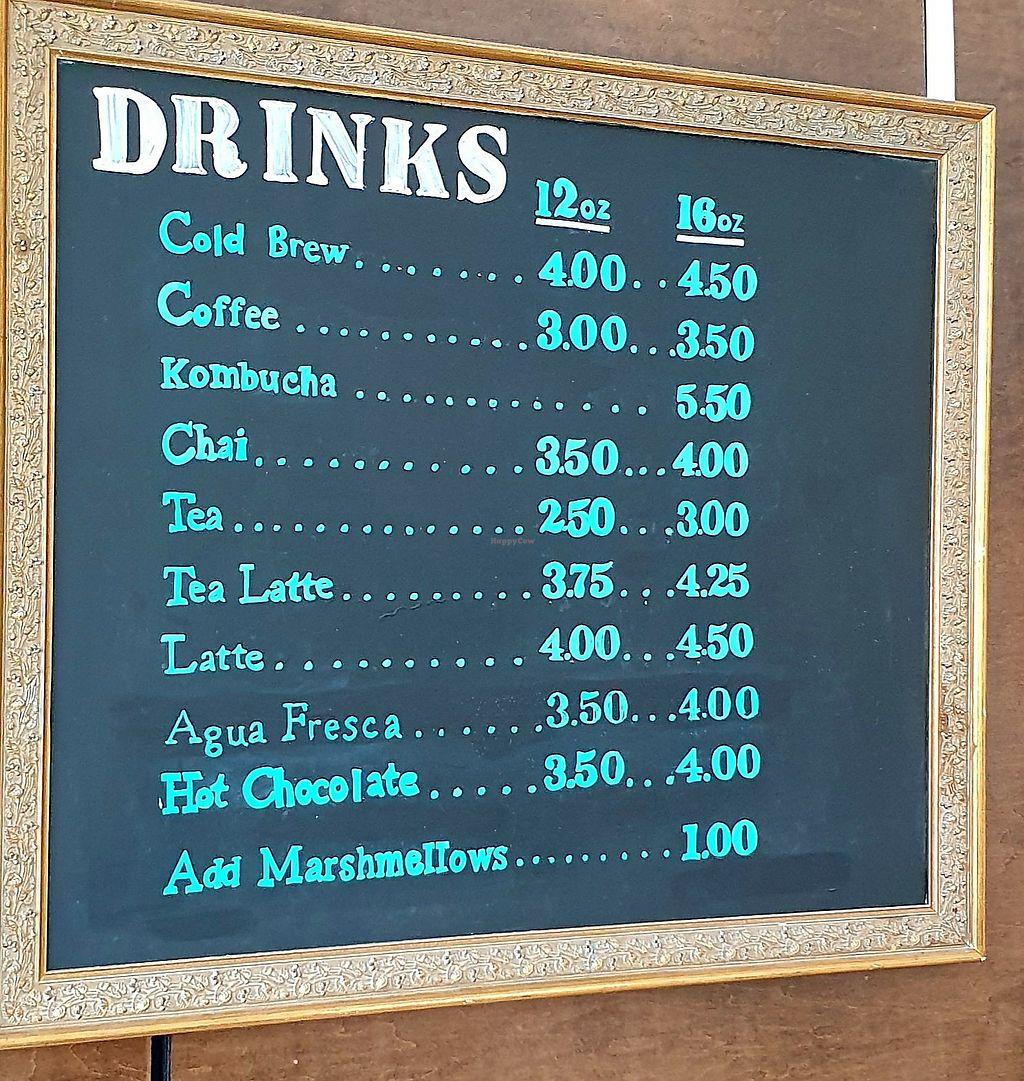 DRINKS
12oz 16oz
Cold Brew....... 4.00...4.50
Coffee ........... 3.00...3.50
Kombucha ............. 5.50
Chai........... 3.50...4.00
Tea.............. 2.50...3.00
Tea Latte......... 3.75...4.25
Latte.......... 4.00...4.50
Agua Fresca...... 3.50...4.00
Hot Chocolate..... 3.50...4.00
Add Marshmellows......... 1.00
HappyCow